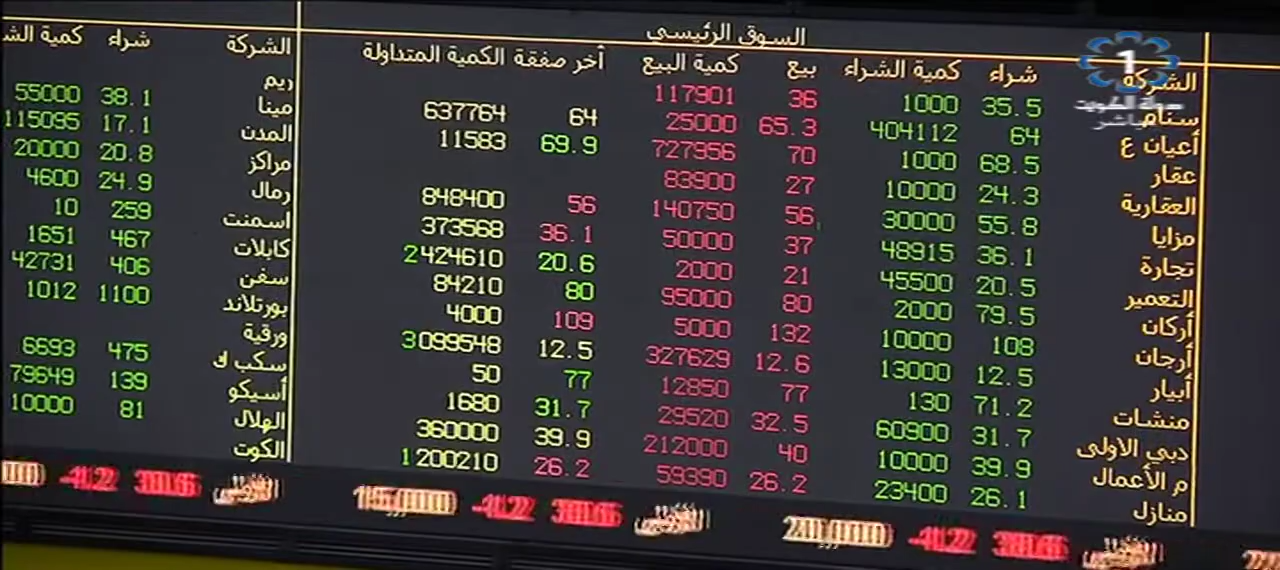 السوق الرئيسي
الشركة شراء كمية الشراء بيع كمية البيع أخر صفقة الكمية المتداولة الشركة شراء كمية الش
سنام 35.5 1000 36 117901 ريم
أعيان ع 64 404112 65.3 25000 64 637764 مينا 38.1 55000
عقار 68.5 1000 70 727956 69.9 11583 المدن 17.1 115095
العقارية 24.3 10000 27 83900 مراكز 20.8 20000
مزايا 55.8 30000 56 140750 56 848400 رمال 24.9 4600
تجارة 36.1 48915 37 50000 36.1 373568 اسمنت 259 10
التعمير 20.5 45500 21 2000 20.6 2424610 كابلات 467 1651
أركان 79.5 2000 80 95000 80 84210 سفن 406 42731
أرجان 108 10000 132 5000 109 4000 بورتلاند 1100 1012
أبيار 12.5 13000 12.6 327629 12.5 3099548 ورقية
منشات 71.2 130 77 12850 77 50 سكب ك 475 6693
دبي الاولى 31.7 60900 32.5 29520 31.7 1680 أسيكو 139 79649
م الأعمال 39.9 10000 40 212000 39.9 360000 الهلال 81 10000
منازل 26.1 23400 26.2 59390 26.2 1200210 الكوت
1
دولة الكويت
مباشر